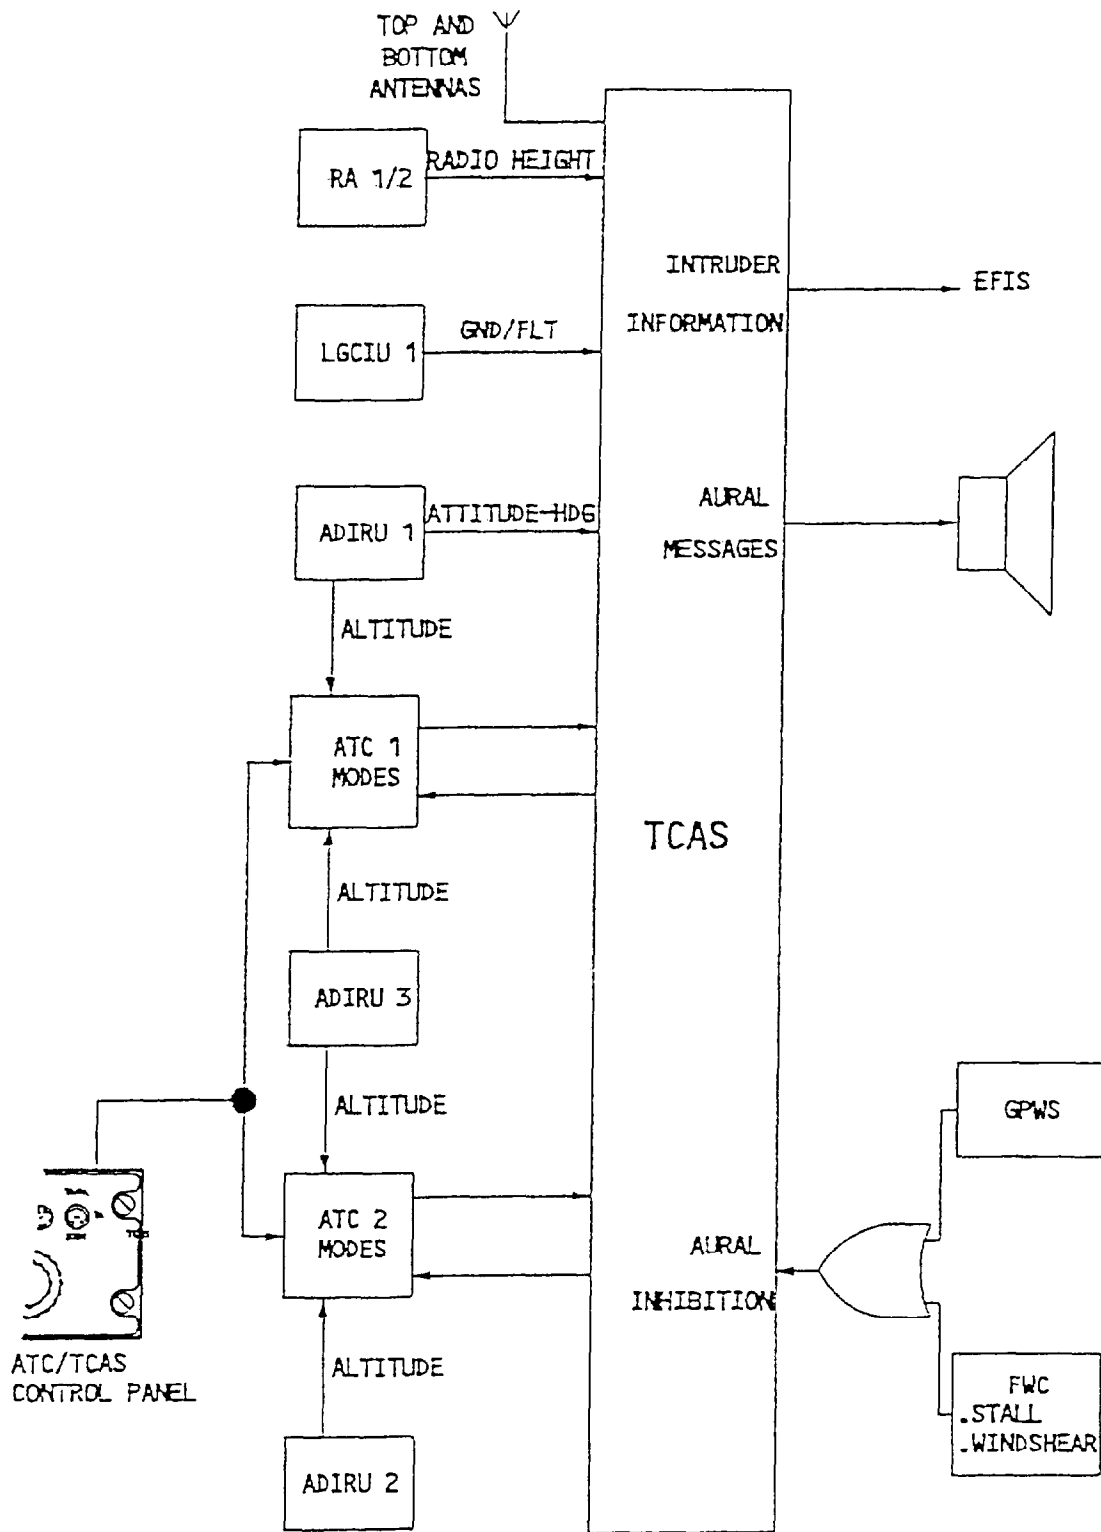 TOP AND
BOTTOM
ANTENNAS
RA 1/2
RADIO HEIGHT
INTRUDER
INFORMATION
EFIS
LGCIU 1
GND/FLT
ADIRU 1
ATTITUDE-HDG
AURAL
MESSAGES
ALTITUDE
ATC 1
MODES
TCAS
ALTITUDE
ADIRU 3
ALTITUDE
GPWS
ATC 2
MODES
AURAL
INHIBITION
ATC/TCAS
CONTROL PANEL
ALTITUDE
FWC
.STALL
.WINDSHEAR
ADIRU 2